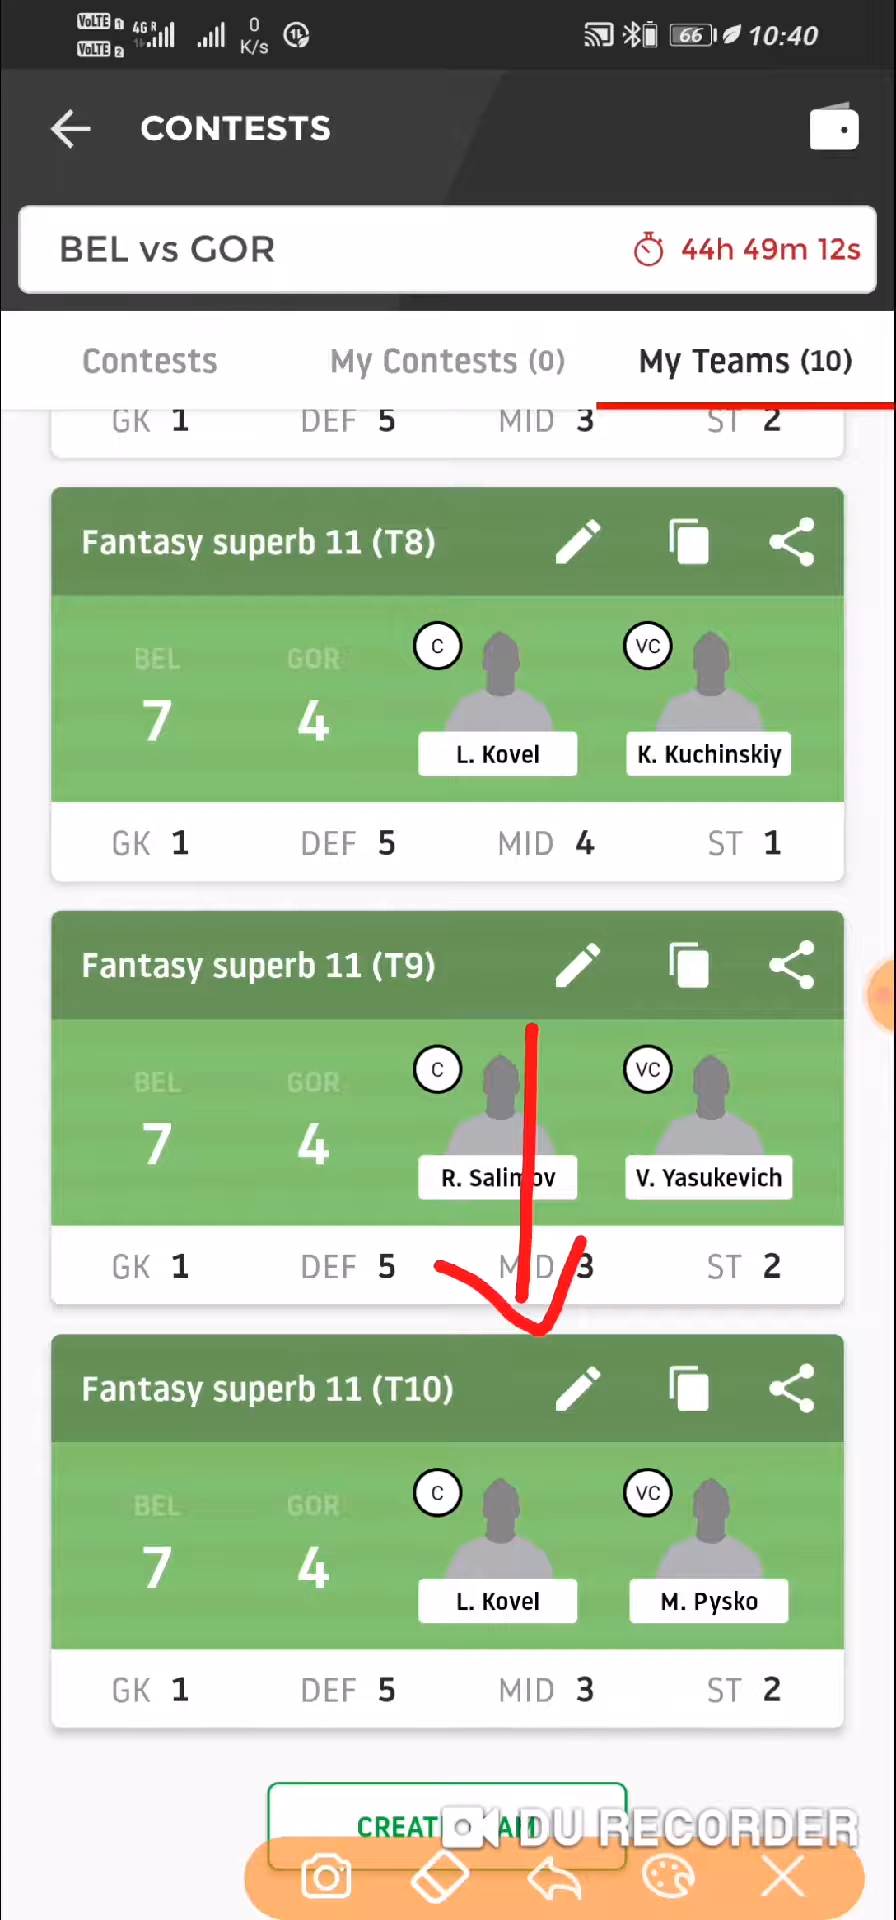 VoLTE 1 4G R 0
VoLTE 2 K/s 66 10:40
CONTESTS
BEL vs GOR 44h 49m 12s
Contests My Contests (0) My Teams (10)
GK 1 DEF 5 MID 3 ST 2
Fantasy superb 11 (T8)
C VC
BEL GOR
7 4
L. Kovel K. Kuchinskiy
GK 1 DEF 5 MID 4 ST 1
Fantasy superb 11 (T9)
C VC
BEL GOR
7 4
R. Salimov V. Yasukevich
GK 1 DEF 5 MID 3 ST 2
Fantasy superb 11 (T10)
C VC
BEL GOR
7 4
L. Kovel M. Pysko
GK 1 DEF 5 MID 3 ST 2
DU RECORDER